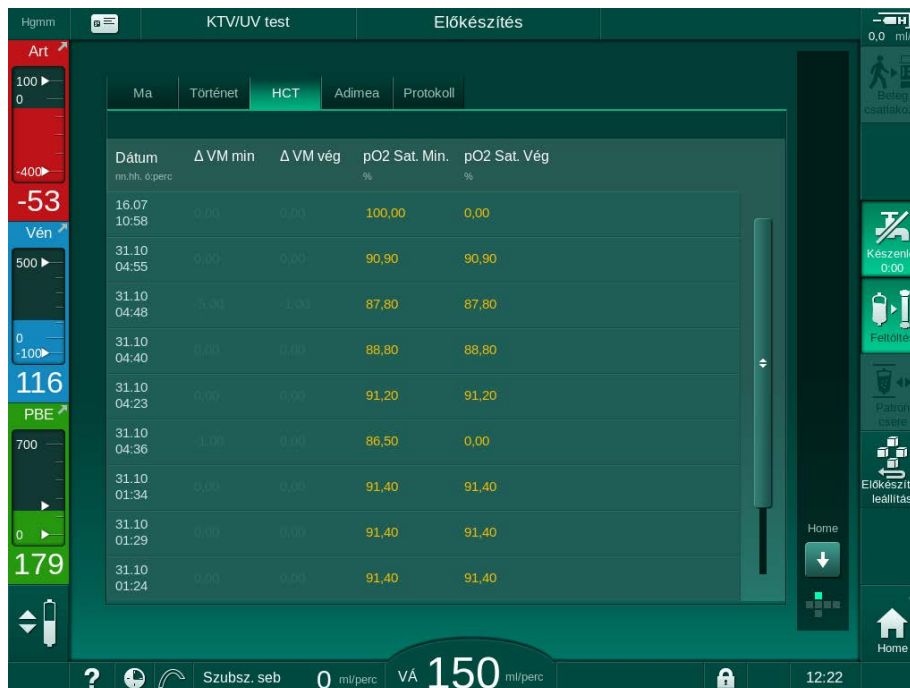 Hgmm
KTV/UV test
Előkészítés
0,0 ml/
Art
100
0
-400
-53
Vén
500
0
-100
116
PBE
700
0
179
Ma Történet HCT Adimea Protokoll
Dátum Δ VM min Δ VM vég pO2 Sat. Min. pO2 Sat. Vég
nn.hh. ó:perc % %
16.07 0,00 0,00 100,00 0,00
10:58
31.10 0,00 0,00 90,90 90,90
04:55
31.10 -5,00 -1,00 87,80 87,80
04:48
31.10 0,00 0,00 88,80 88,80
04:40
31.10 0,00 0,00 91,20 91,20
04:23
31.10 -1,00 0,00 86,50 0,00
04:36
31.10 0,00 0,00 91,40 91,40
01:34
31.10 0,00 0,00 91,40 91,40
01:29
31.10 0,00 0,00 91,40 91,40
01:24
Home
Beteg
csatlako
Készenl
0:00
Feltölté
Patron
csere
Előkészít
leállítás
Home
? Szubsz. seb 0 ml/perc VÁ 150 ml/perc 12:22